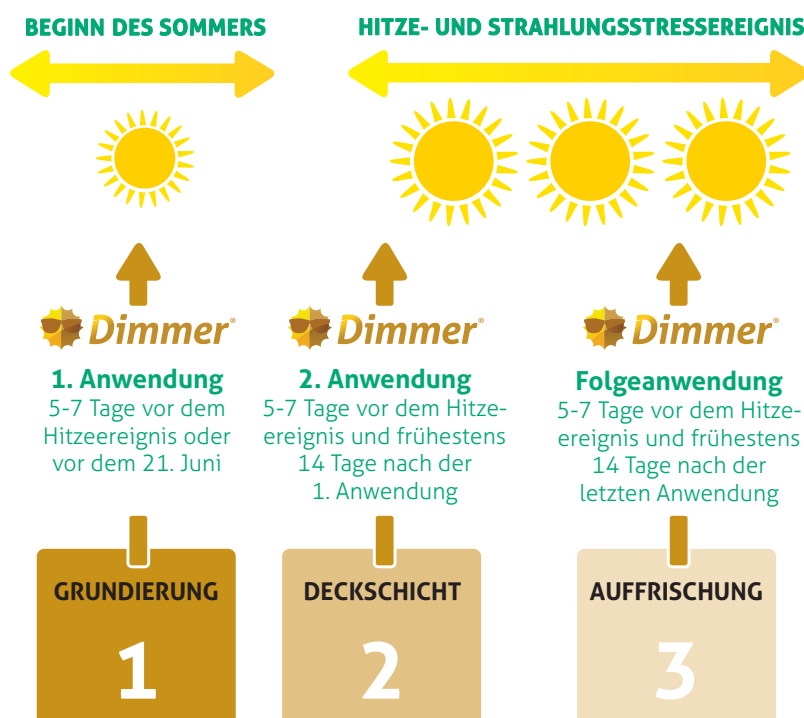 BEGINN DES SOMMERS
HITZE- UND STRAHLUNGSSTRESSEREIGNIS
Dimmer®
1. Anwendung
5-7 Tage vor dem
Hitzeereignis oder
vor dem 21. Juni
Dimmer®
2. Anwendung
5-7 Tage vor dem Hitze-
ereignis und frühestens
14 Tage nach der
1. Anwendung
Dimmer®
Folgeanwendung
5-7 Tage vor dem Hitze-
ereignis und frühestens
14 Tage nach der
letzten Anwendung
GRUNDIERUNG
1
DECKSCHICHT
2
AUFFRISCHUNG
3